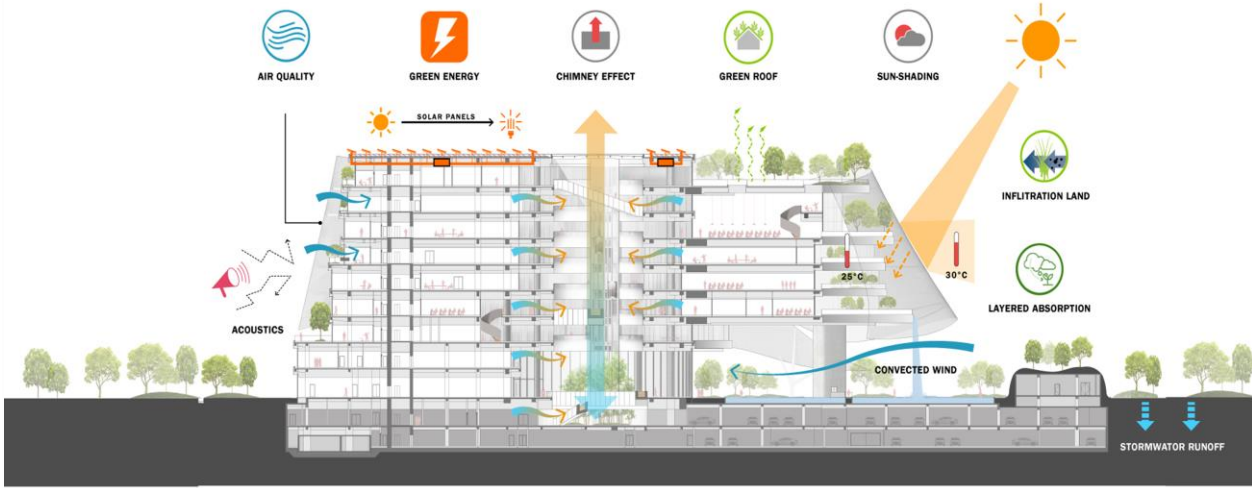 AIR QUALITY
GREEN ENERGY
CHIMNEY EFFECT
GREEN ROOF
SUN-SHADING
SOLAR PANELS
INFLITRATION LAND
25°C
30°C
LAYERED ABSORPTION
ACOUSTICS
CONVECTED WIND
STORMWATOR RUNOFF